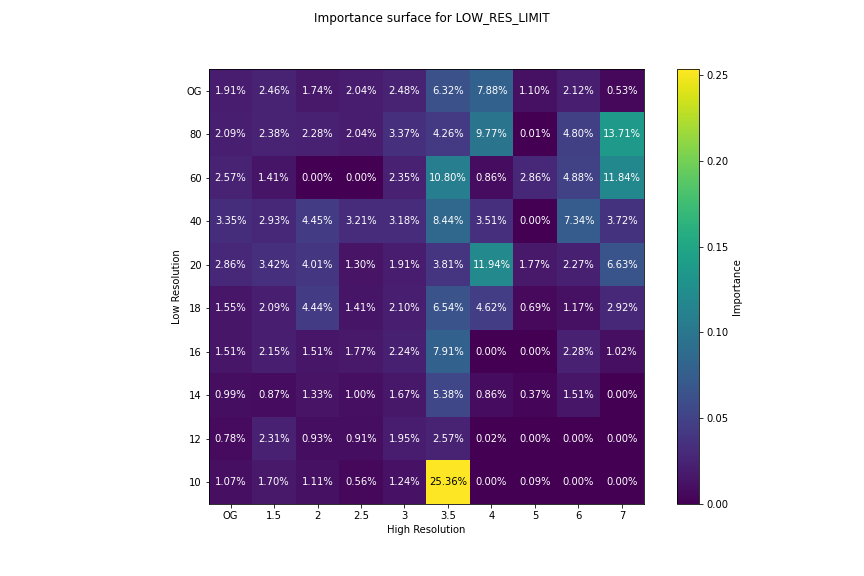 Importance surface for LOW_RES_LIMIT
OG 1.91% 2.46% 1.74% 2.04% 2.48% 6.32% 7.88% 1.10% 2.12% 0.53%
80 2.09% 2.38% 2.28% 2.04% 3.37% 4.26% 9.77% 0.01% 4.80% 13.71%
60 2.57% 1.41% 0.00% 0.00% 2.35% 10.80% 0.86% 2.86% 4.88% 11.84%
40 3.35% 2.93% 4.45% 3.21% 3.18% 8.44% 3.51% 0.00% 7.34% 3.72%
20 2.86% 3.42% 4.01% 1.30% 1.91% 3.81% 11.94% 1.77% 2.27% 6.63%
18 1.55% 2.09% 4.44% 1.41% 2.10% 6.54% 4.62% 0.69% 1.17% 2.92%
16 1.51% 2.15% 1.51% 1.77% 2.24% 7.91% 0.00% 0.00% 2.28% 1.02%
14 0.99% 0.87% 1.33% 1.00% 1.67% 5.38% 0.86% 0.37% 1.51% 0.00%
12 0.78% 2.31% 0.93% 0.91% 1.95% 2.57% 0.02% 0.00% 0.00% 0.00%
10 1.07% 1.70% 1.11% 0.56% 1.24% 25.36% 0.00% 0.09% 0.00% 0.00%
OG 1.5 2 2.5 3 3.5 4 5 6 7
High Resolution
Low Resolution
0.25
0.20
0.15
0.10
0.05
0.00
Importance